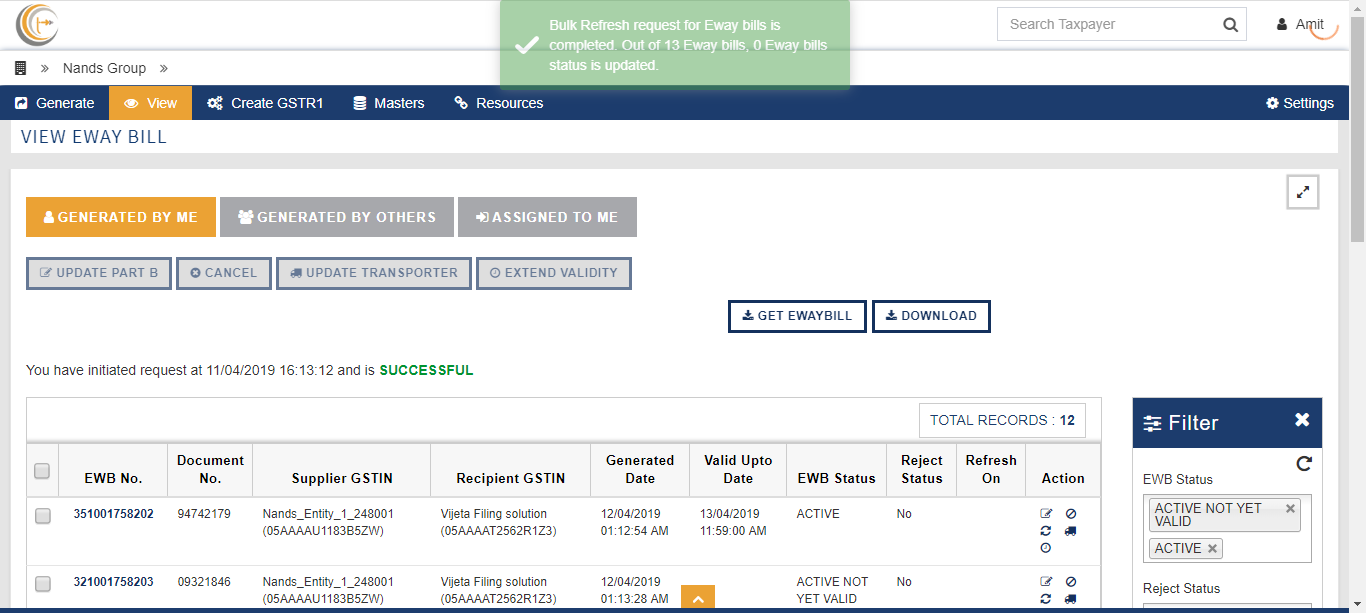 Bulk Refresh request for Eway bills is
completed. Out of 13 Eway bills, 0 Eway bills
status is updated.
Search Taxpayer
Amit
» Nands Group »
Generate View Create GSTR1 Masters Resources Settings
VIEW EWAY BILL
GENERATED BY ME GENERATED BY OTHERS ASSIGNED TO ME
UPDATE PART B CANCEL UPDATE TRANSPORTER EXTEND VALIDITY
GET EWAYBILL DOWNLOAD
You have initiated request at 11/04/2019 16:13:12 and is SUCCESSFUL
TOTAL RECORDS : 12
EWB No. Document No. Supplier GSTIN Recipient GSTIN Generated Date Valid Upto Date EWB Status Reject Status Refresh On Action
351001758202 94742179 Nands_Entity_1_248001 Vijeta Filing solution 12/04/2019 13/04/2019 ACTIVE No
(05AAAAU1183B5ZW) (05AAAAT2562R1Z3) 01:12:54 AM 11:59:00 AM
321001758203 09321846 Nands_Entity_1_248001 Vijeta Filing solution 12/04/2019 ACTIVE NOT No
(05AAAAU1183B5ZW) (05AAAAT2562R1Z3) 01:13:28 AM YET VALID
Filter
EWB Status
ACTIVE NOT YET
VALID
ACTIVE
Reject Status